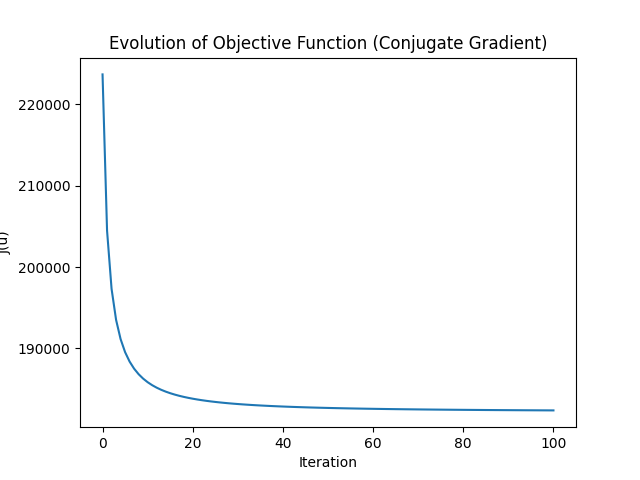 Evolution of Objective Function (Conjugate Gradient)
220000
210000
200000
190000
J(u)
0 20 40 60 80 100
Iteration